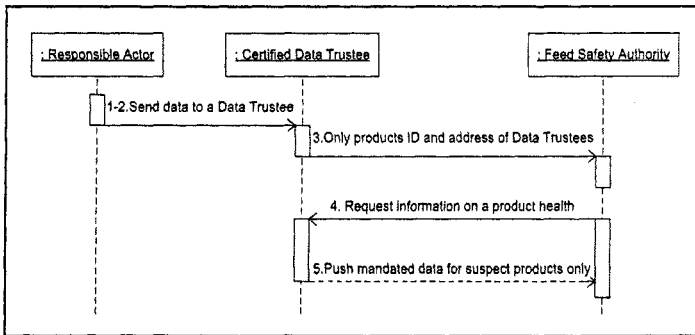 : Responsible Actor
: Certified Data Trustee
: Feed Safety Authority
1-2.Send data to a Data Trustee
3.Only products ID and address of Data Trustees
4. Request information on a product health
5.Push mandated data for suspect products only